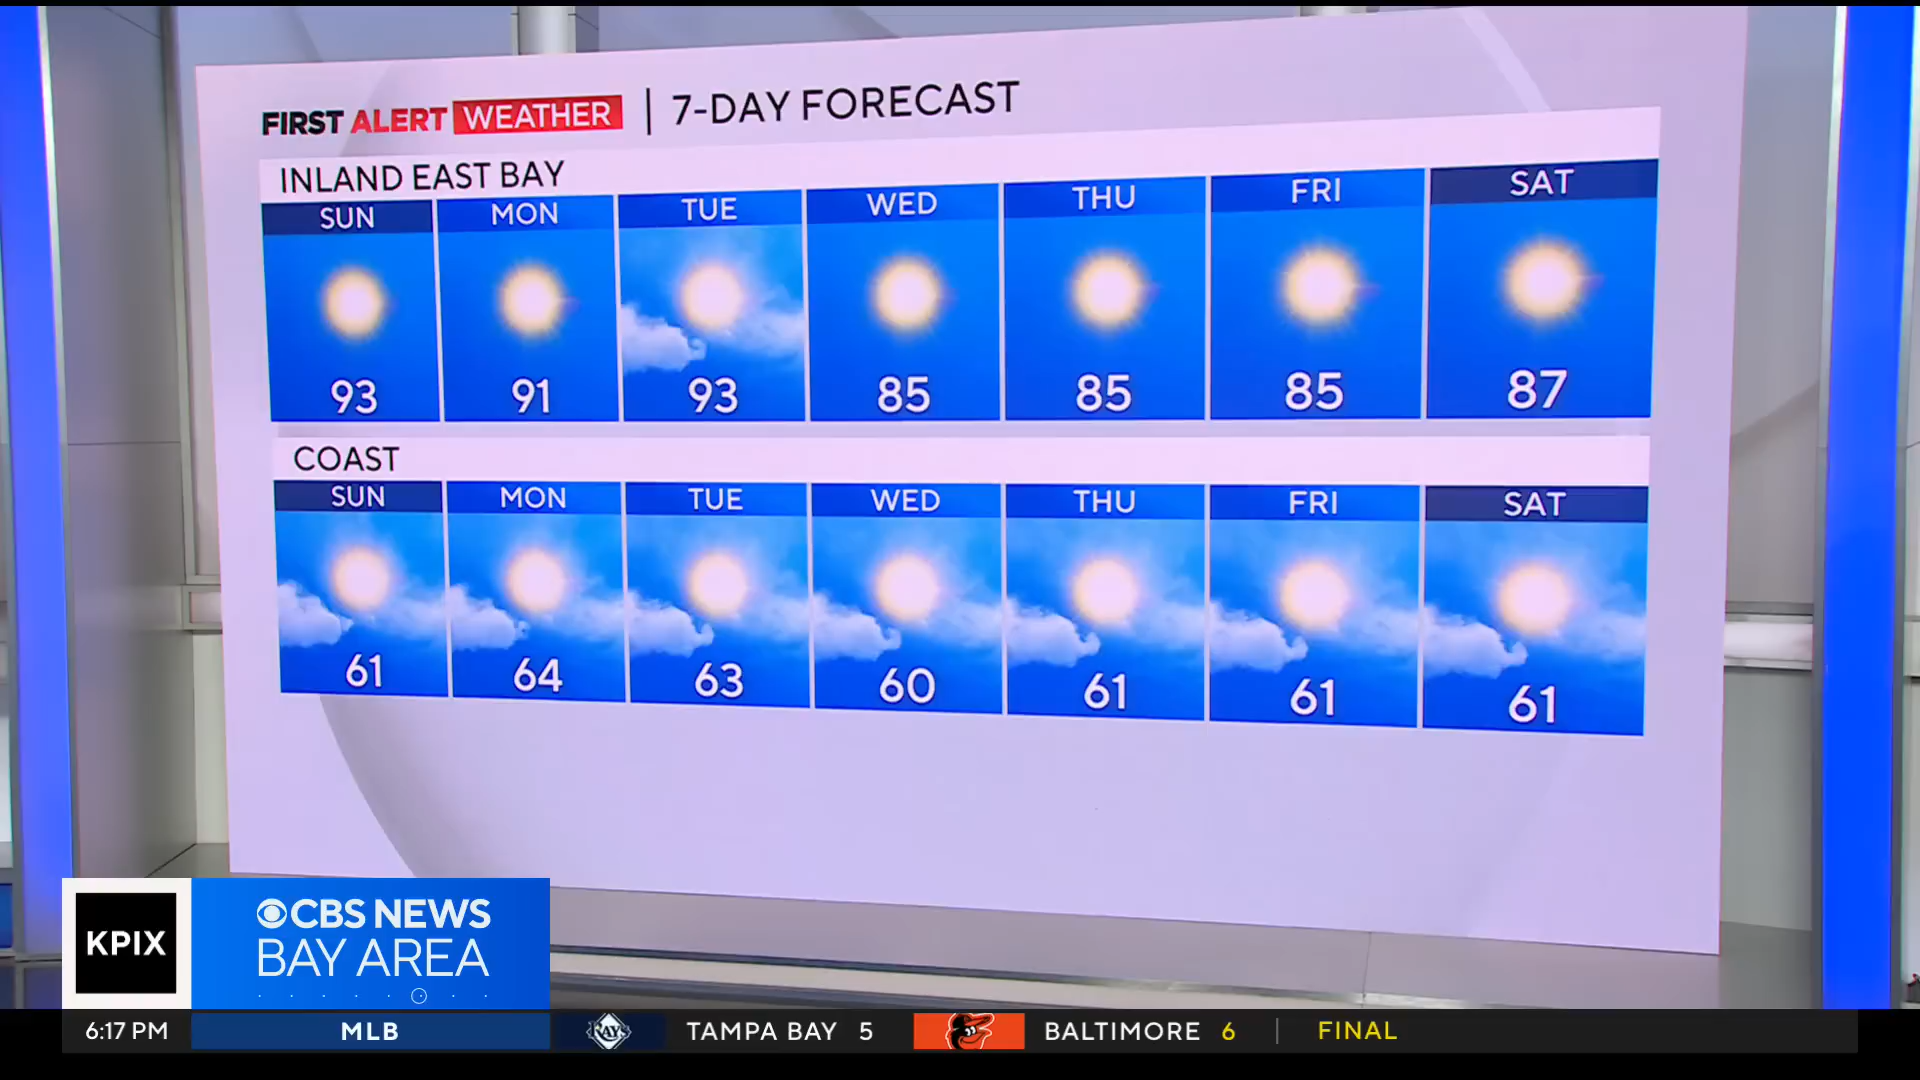 FIRST ALERT WEATHER | 7-DAY FORECAST
INLAND EAST BAY
SUN MON TUE WED THU FRI SAT
93 91 93 85 85 85 87
COAST
SUN MON TUE WED THU FRI SAT
61 64 63 60 61 61 61
KPIX
CBS NEWS
BAY AREA
6:17 PM MLB RAYS TAMPA BAY 5 BALTIMORE 6 | FINAL